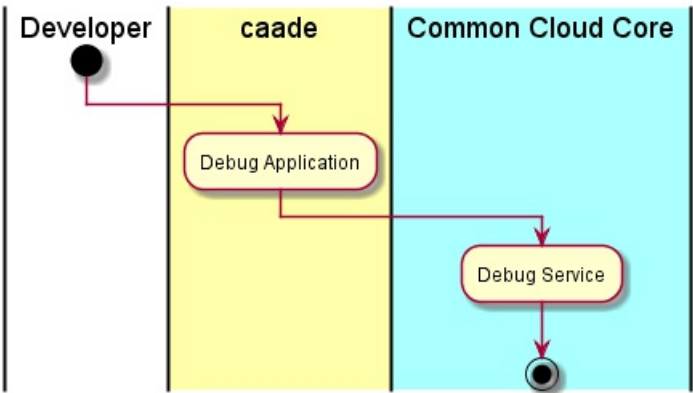 Developer
caade
Common Cloud Core
Debug Application
Debug Service